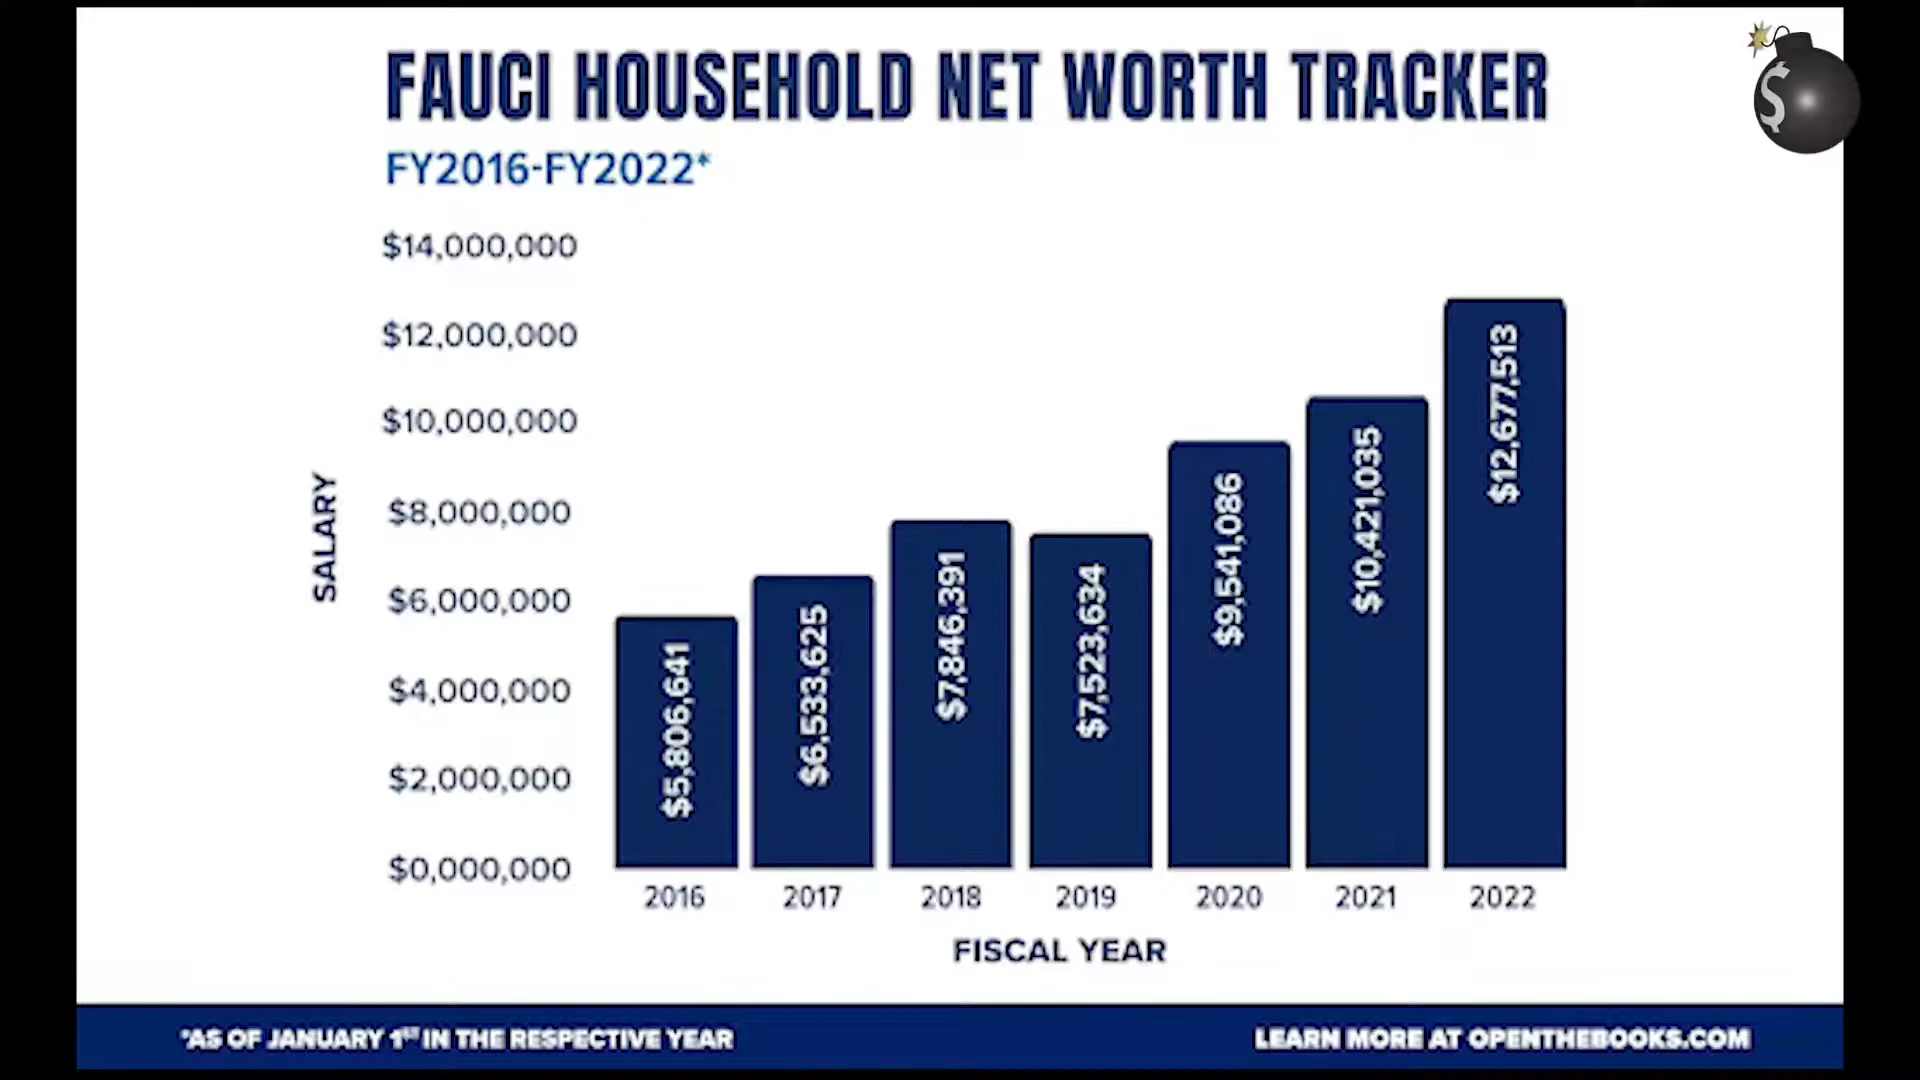 FAUCI HOUSEHOLD NET WORTH TRACKER
FY2016-FY2022*
$14,000,000
$12,000,000
$10,000,000
$8,000,000
$6,000,000
$4,000,000
$2,000,000
$0,000,000
SALARY
$5,806,641
$6,533,625
$7,846,391
$7,523,634
$9,541,086
$10,421,035
$12,677,513
2016 2017 2018 2019 2020 2021 2022
FISCAL YEAR
*AS OF JANUARY 1ST IN THE RESPECTIVE YEAR
LEARN MORE AT OPENTHEBOOKS.COM
$